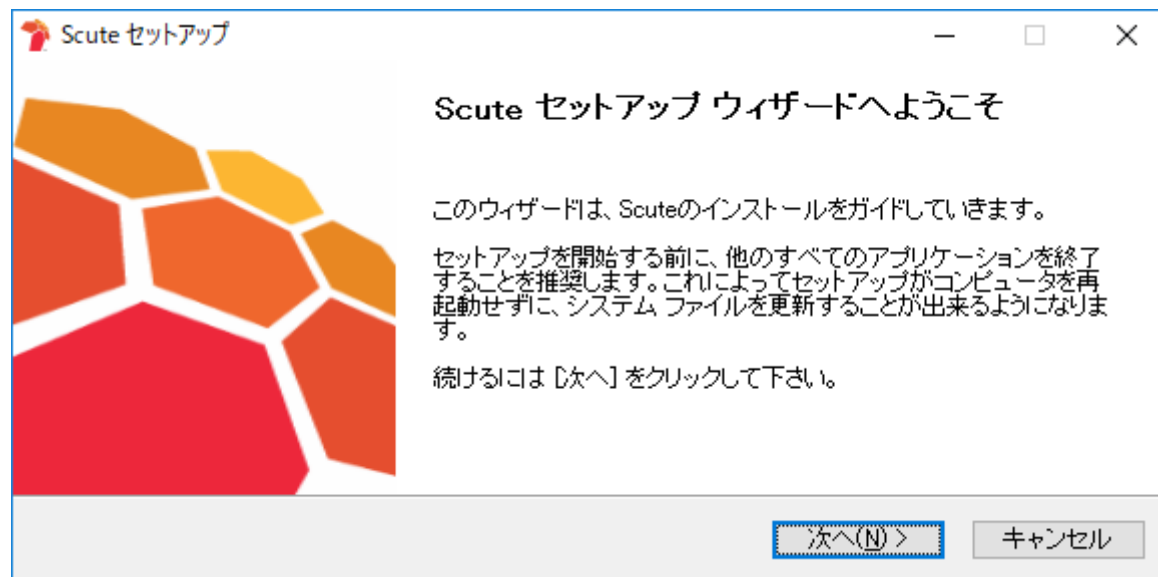 Scute セットアップ
Scute セットアップ ウィザードへようこそ
このウィザードは、Scuteのインストールをガイドしていきます。
セットアップを開始する前に、他のすべてのアプリケーションを終了
することを推奨します。これによってセットアップがコンピュータを再
起動せずに、システム ファイルを更新することが出来るようになりま
す。
続けるには [次へ] をクリックして下さい。
次へ(N) >
キャンセル